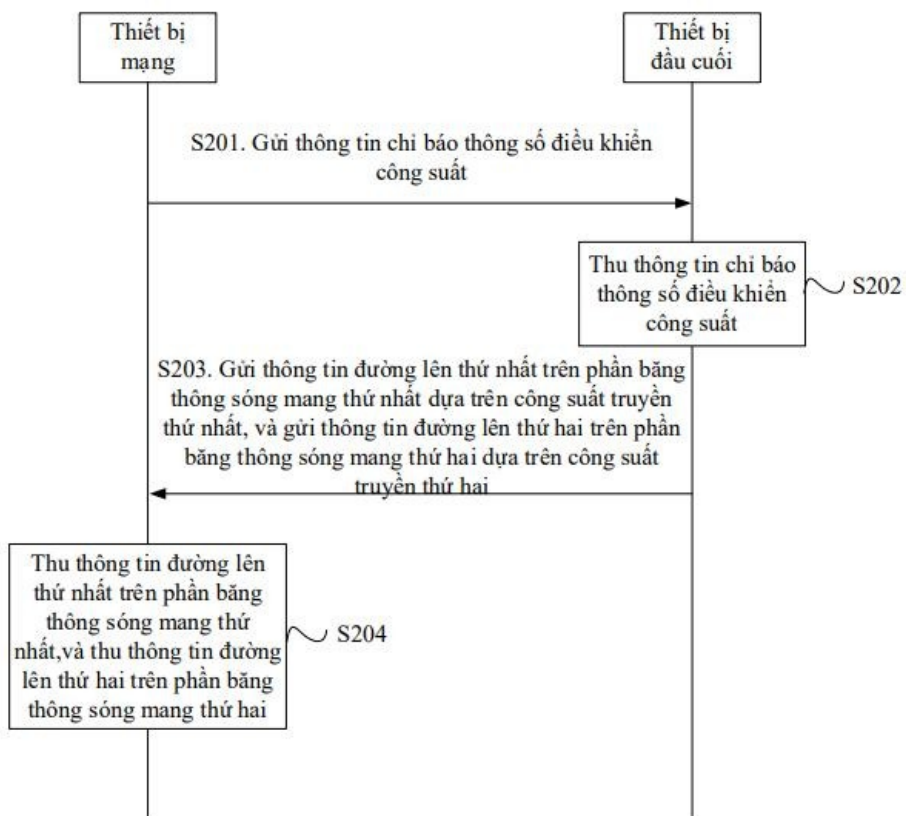 Thiết bị
mạng
Thiết bị
đầu cuối
S201. Gửi thông tin chỉ báo thông số điều khiển
công suất
Thu thông tin chỉ báo
thông số điều khiển
công suất
S202
S203. Gửi thông tin đường lên thứ nhất trên phần băng
thông sóng mang thứ nhất dựa trên công suất truyền
thứ nhất, và gửi thông tin đường lên thứ hai trên phần
băng thông sóng mang thứ hai dựa trên công suất
truyền thứ hai
Thu thông tin đường lên
thứ nhất trên phần băng
thông sóng mang thứ
nhất,và thu thông tin đường
lên thứ hai trên phần băng
thông sóng mang thứ hai
S204